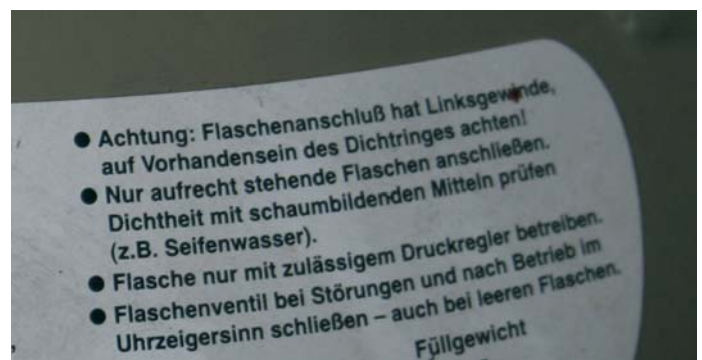 ● Achtung: Flaschenanschluß hat Linksgewinde,
auf Vorhandensein des Dichtringes achten!
● Nur aufrecht stehende Flaschen anschließen.
Dichtheit mit schaumbildenden Mitteln prüfen
(z.B. Seifenwasser).
● Flasche nur mit zulässigem Druckregler betreiben.
● Flaschenventil bei Störungen und nach Betrieb im
Uhrzeigersinn schließen – auch bei leeren Flaschen.
Füllgewicht